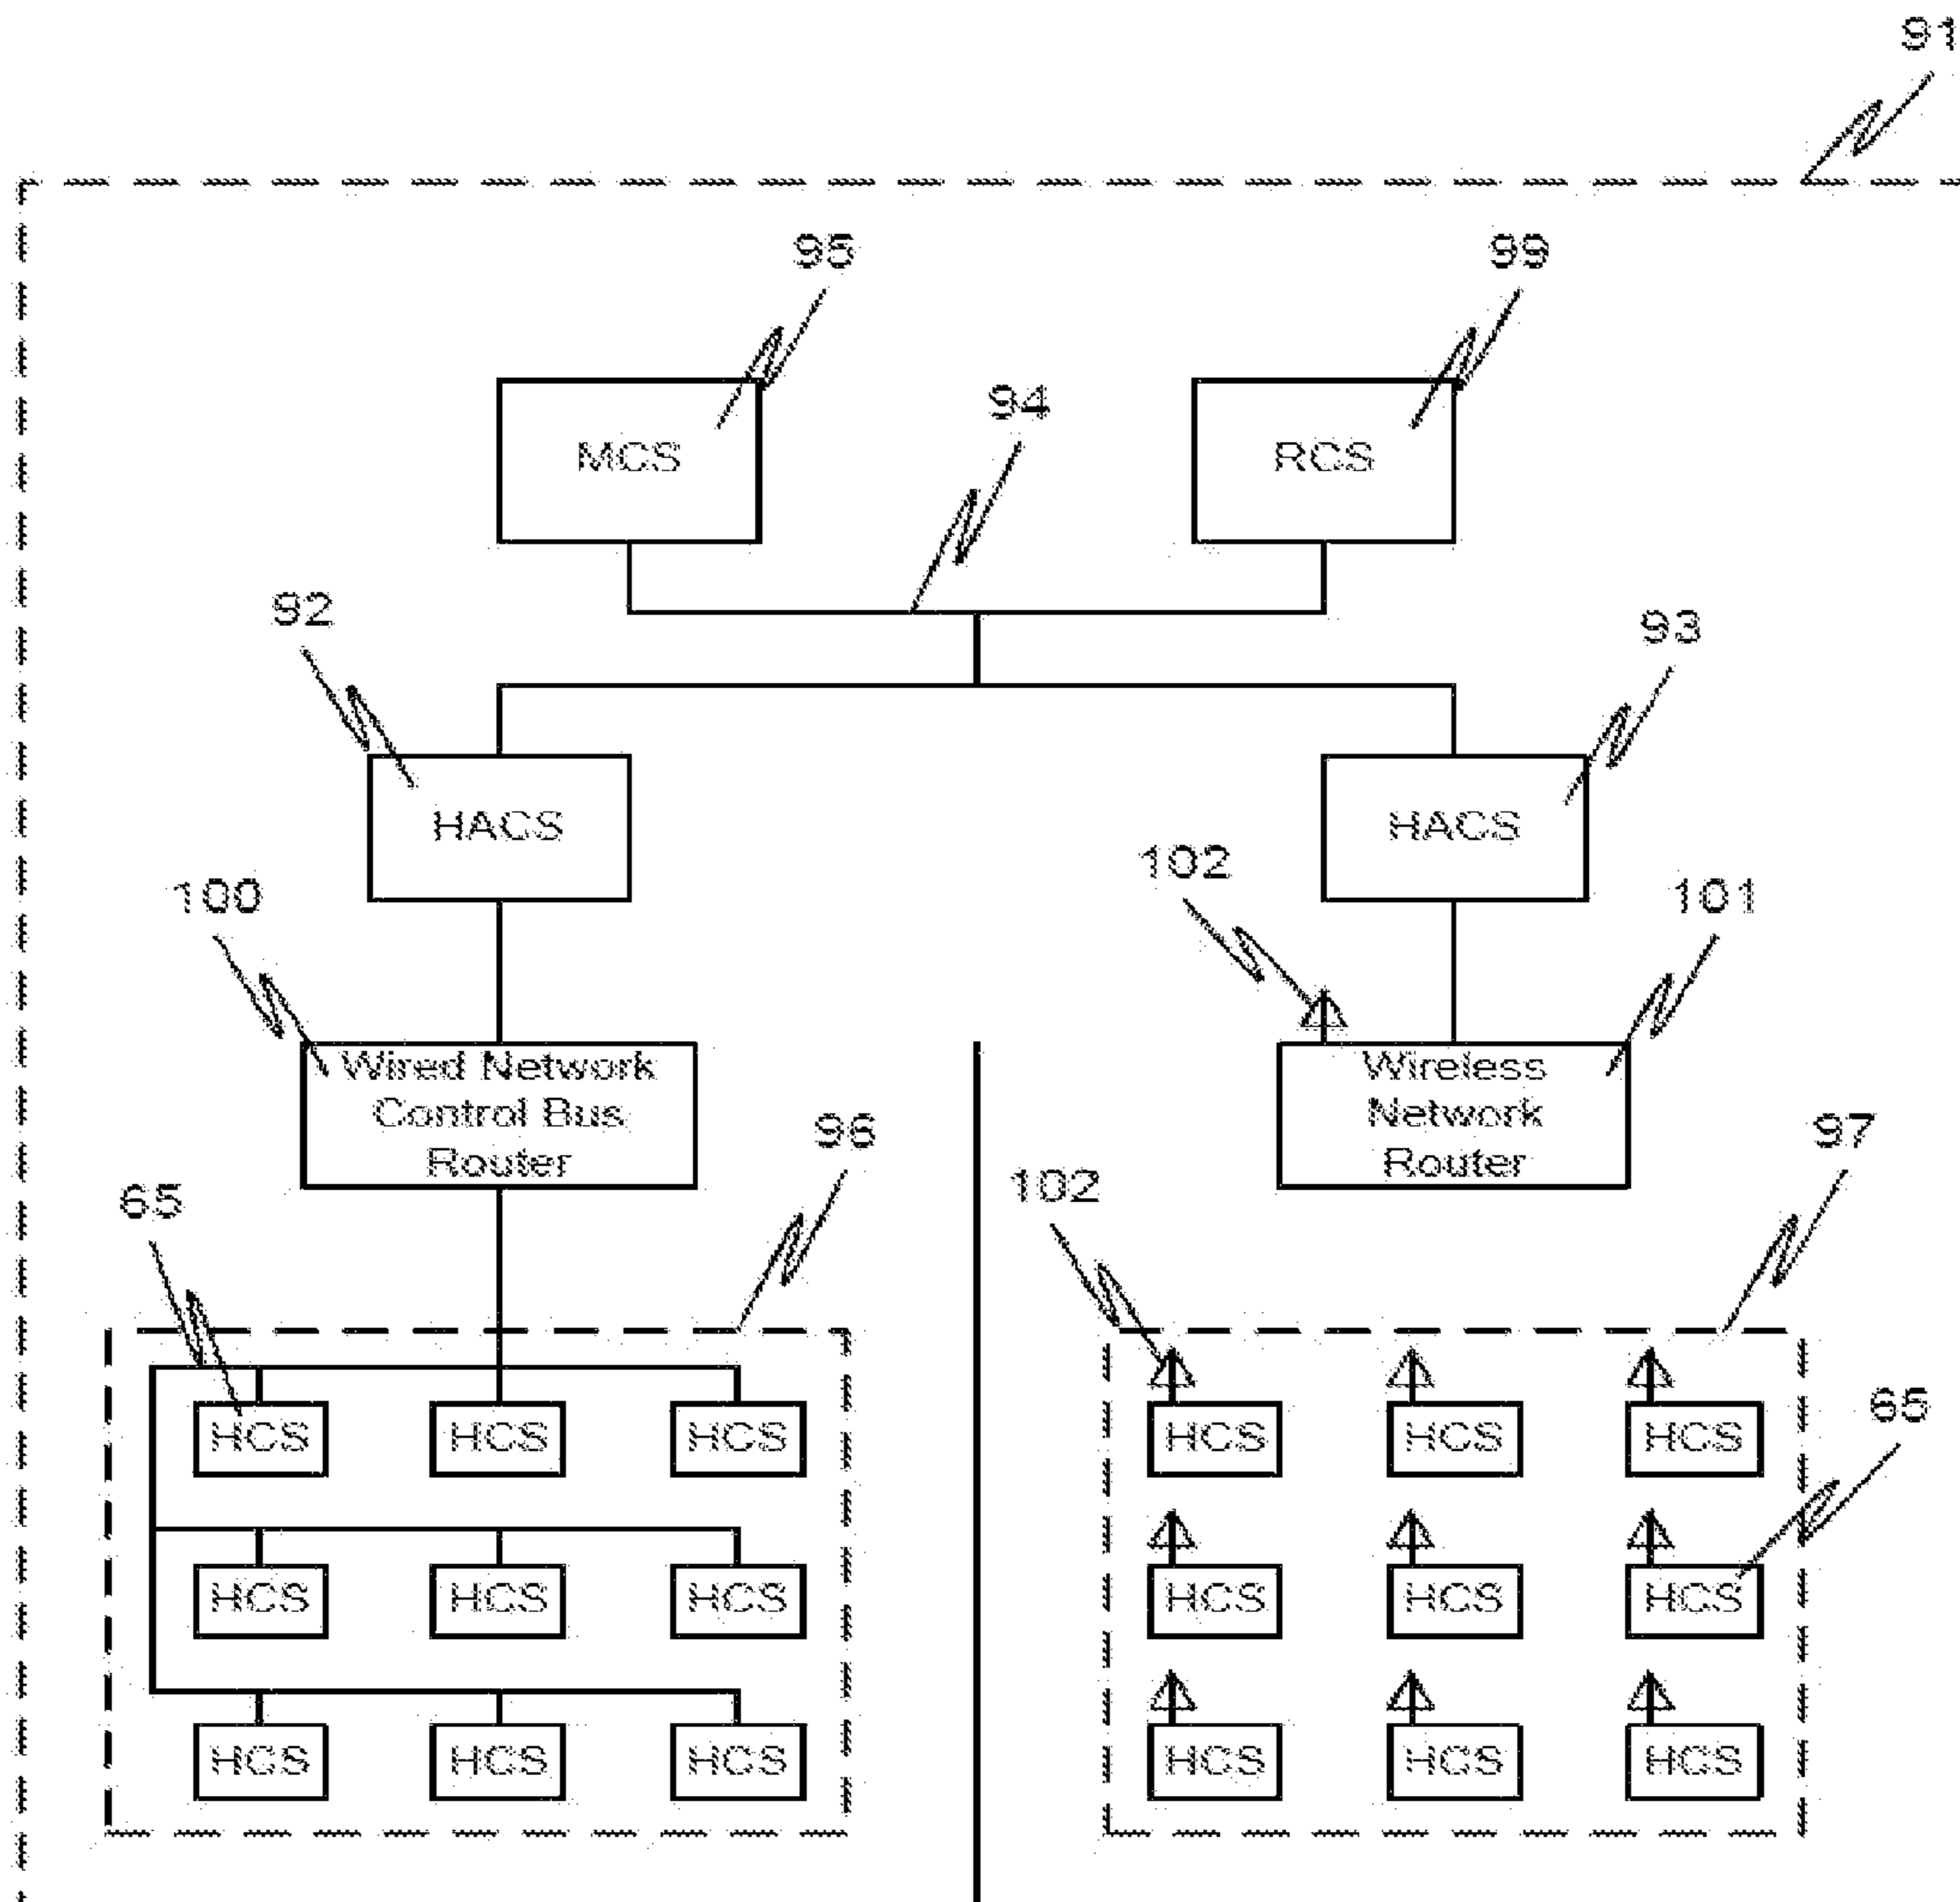 91
95
99
94
MCS
RCS
92
93
HACS
HACS
102
100
101
Wired Network
Control Bus
Router
Wireless
Network
Router
96
97
65
102
HCS
HCS
HCS
HCS
HCS
HCS
65
HCS
HCS
HCS
HCS
HCS
HCS
HCS
HCS
HCS
HCS
HCS
HCS